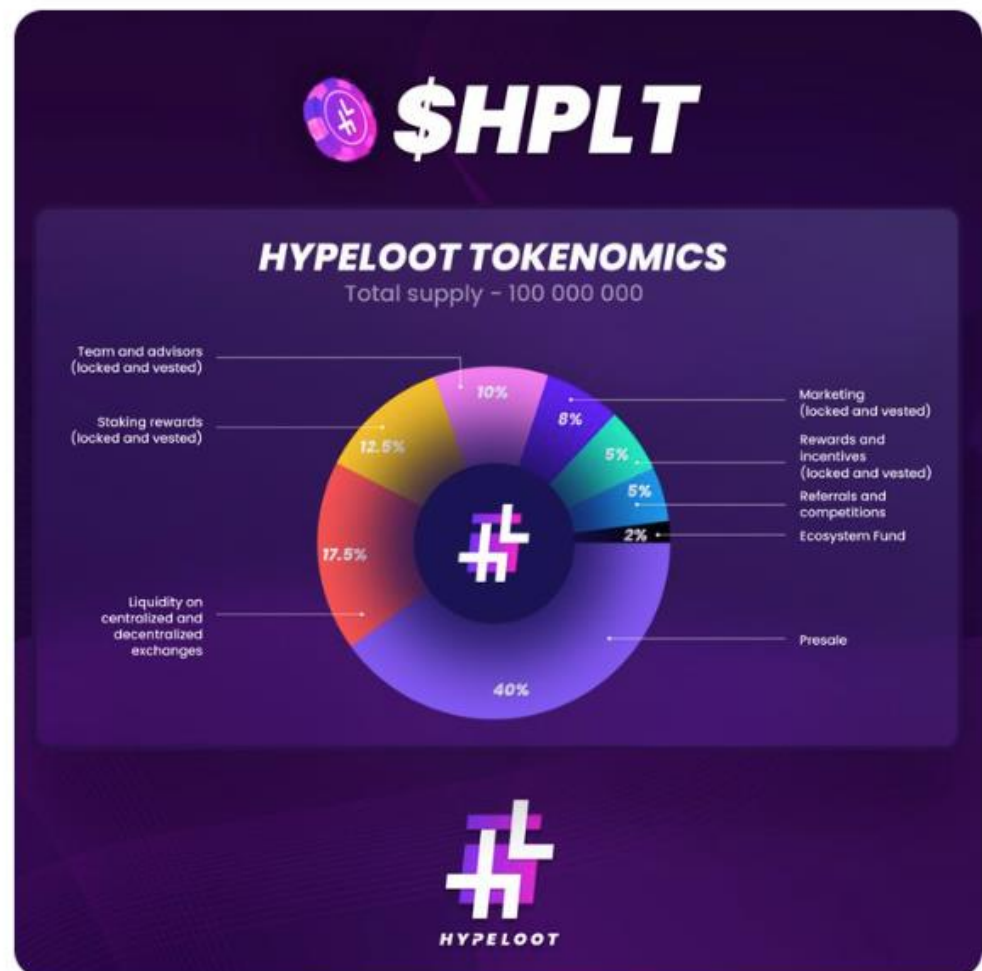 $HPLT
HYPELOOT TOKENOMICS
Total supply - 100 000 000
Team and advisors
(locked and vested)
Staking rewards
(locked and vested)
Liquidity on
centralized and
decentralized
exchanges
10%
8%
5%
5%
2%
12.5%
17.5%
40%
Marketing
(locked and vested)
Rewards and
incentives
(locked and vested)
Referrals and
competitions
Ecosystem Fund
Presale
HYPELOOT